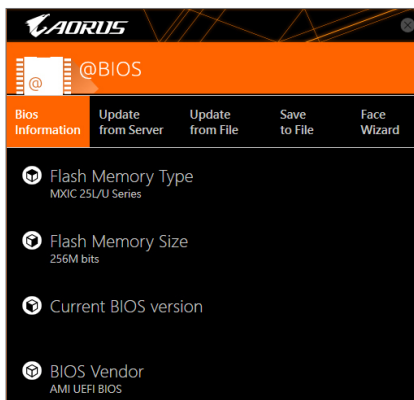 AORUS
@BIOS
@
Bios Information
Update from Server
Update from File
Save to File
Face Wizard
Flash Memory Type
MXIC 25L/U Series
Flash Memory Size
256M bits
Current BIOS version
BIOS Vendor
AMI UEFI BIOS